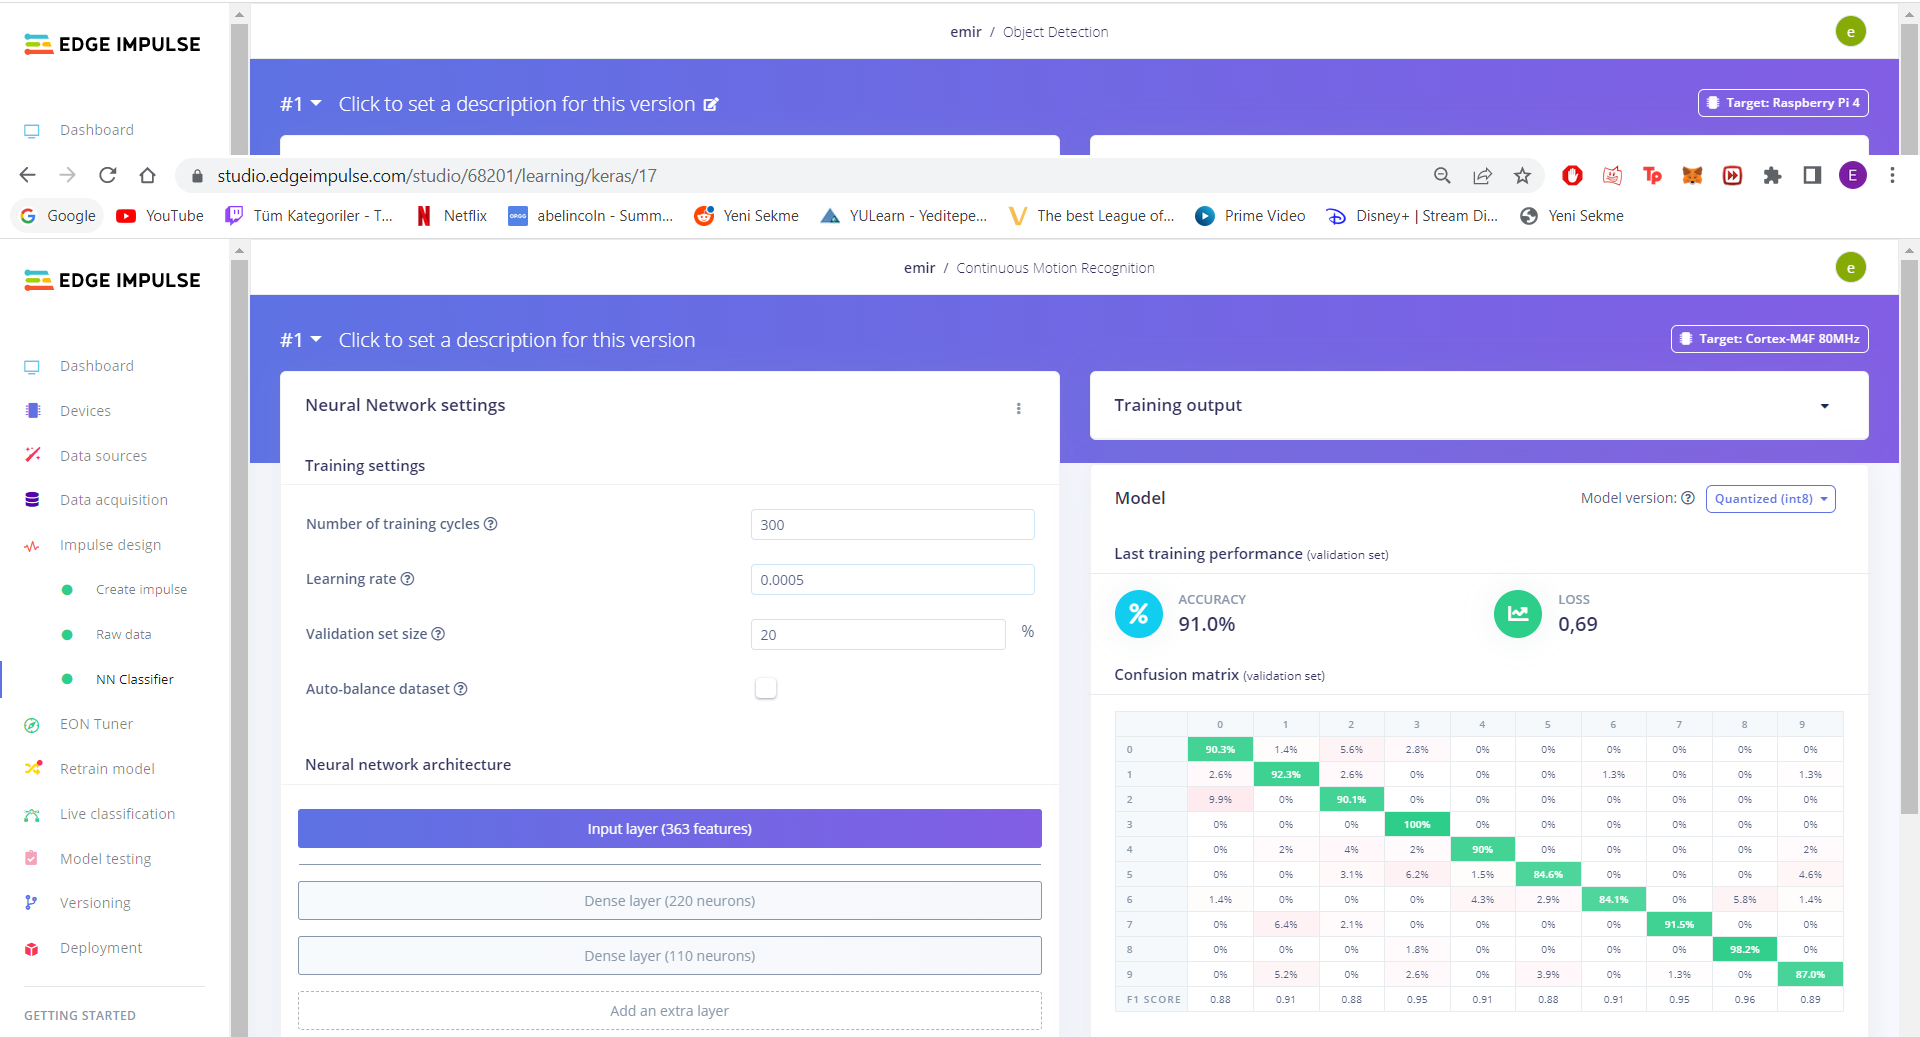 EDGE IMPULSE
emir / Object Detection
e
#1 Click to set a description for this version
Target: Raspberry Pi 4
Dashboard
studio.edgeimpulse.com/studio/68201/learning/keras/17
E
Google YouTube Tüm Kategoriler - T... Netflix abelincoln - Summ... Yeni Sekme YULearn - Yeditepe... The best League of... Prime Video Disney+ | Stream Di... Yeni Sekme
EDGE IMPULSE
emir / Continuous Motion Recognition
e
#1 Click to set a description for this version
Target: Cortex-M4F 80MHz
Dashboard
Devices
Data sources
Data acquisition
Impulse design
Create impulse
Raw data
NN Classifier
EON Tuner
Retrain model
Live classification
Model testing
Versioning
Deployment
GETTING STARTED
Neural Network settings
Training settings
Number of training cycles 300
Learning rate 0.0005
Validation set size 20 %
Auto-balance dataset
Neural network architecture
Input layer (363 features)
Dense layer (220 neurons)
Dense layer (110 neurons)
Add an extra layer
Training output
Model
Model version: Quantized (int8)
Last training performance (validation set)
% ACCURACY
91.0%
LOSS
0,69
Confusion matrix (validation set)
0 1 2 3 4 5 6 7 8 9
0 90.3% 1.4% 5.6% 2.8% 0% 0% 0% 0% 0% 0%
1 2.6% 92.3% 2.6% 0% 0% 0% 1.3% 0% 0% 1.3%
2 9.9% 0% 90.1% 0% 0% 0% 0% 0% 0% 0%
3 0% 0% 0% 100% 0% 0% 0% 0% 0% 0%
4 0% 2% 4% 2% 90% 0% 0% 0% 0% 2%
5 0% 0% 3.1% 6.2% 1.5% 84.6% 0% 0% 0% 4.6%
6 1.4% 0% 0% 0% 4.3% 2.9% 84.1% 0% 5.8% 1.4%
7 0% 6.4% 2.1% 0% 0% 0% 0% 91.5% 0% 0%
8 0% 0% 0% 1.8% 0% 0% 0% 0% 98.2% 0%
9 0% 5.2% 0% 2.6% 0% 3.9% 0% 1.3% 0% 87.0%
F1 SCORE 0.88 0.91 0.88 0.95 0.91 0.88 0.91 0.95 0.96 0.89